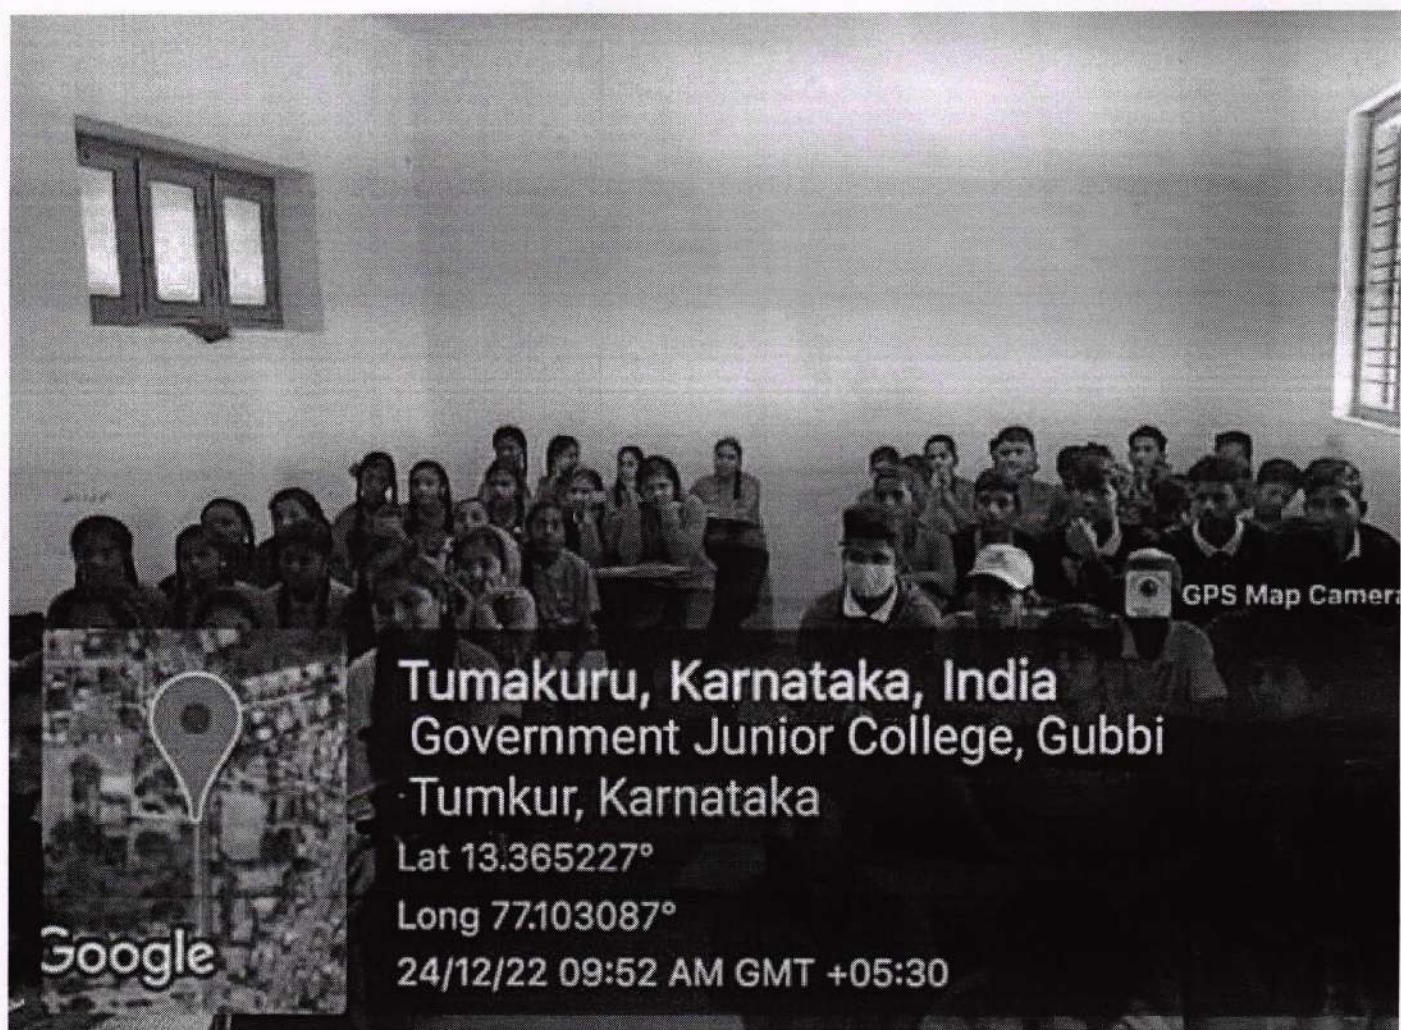 GPS Map Camera
Tumakuru, Karnataka, India
Government Junior College, Gubbi
Tumkur, Karnataka
Lat 13.365227°
Long 77.103087°
24/12/22 09:52 AM GMT +05:30
Google